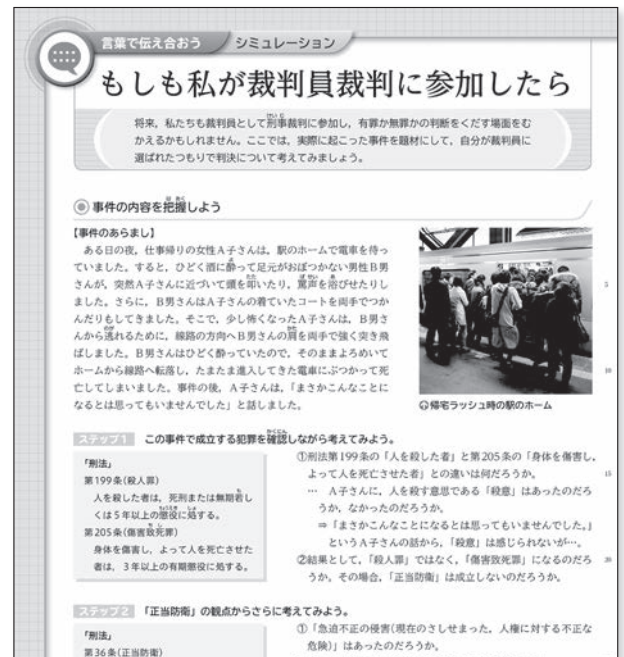 言葉で伝え合おう シミュレーション
もしも私が裁判員裁判に参加したら
将来，私たちも裁判員として刑事裁判に参加し，有罪か無罪かの判断をくだす場面をむ
かえるかもしれません。ここでは，実際に起こった事件を題材にして，自分が裁判員に
選ばれたつもりで判決について考えてみましょう。
事件の内容を把握しよう
【事件のあらまし】
ある日の夜，仕事帰りの女性A子さんは，駅のホームで電車を待っ
ていました。すると，ひどく酒に酔って足元がおぼつかない男性B男
さんが，突然A子さんに近づいて頭を叩いたり，罵声を浴びせたりし
ました。さらに，B男さんはA子さんの着ていたコートを両手でつか
んだりもしてきました。そこで，少し怖くなったA子さんは，B男さ
んから逃れるために，線路の方向へB男さんの肩を両手で強く突き飛
ばしました。B男さんはひどく酔っていたので，そのままよろめいて
ホームから線路へ転落し，たまたま進入してきた電車にぶつかって死
亡してしまいました。事件の後，A子さんは，「まさかこんなことに
なるとは思ってもいませんでした」と話しました。
帰宅ラッシュ時の駅のホーム
ステップ1 この事件で成立する犯罪を確認しながら考えてみよう。
「刑法」
第199条(殺人罪)
人を殺した者は，死刑または無期若し
くは5年以上の懲役に処する。
第205条(傷害致死罪)
身体を傷害し，よって人を死亡させた
者は，3年以上の有期懲役に処する。
①刑法第199条の「人を殺した者」と第205条の「身体を傷害し，
よって人を死亡させた者」との違いは何だろうか。
… A子さんに，人を殺す意思である「殺意」はあったのだろ
うか，なかったのだろうか。
⇒「まさかこんなことになるとは思ってもいませんでした。」
というA子さんの話から，「殺意」は感じられないが…。
②結果として，「殺人罪」ではなく，「傷害致死罪」になるのだろ
うか。その場合，「正当防衛」は成立しないのだろうか。
5
10
15
20
ステップ2 「正当防衛」の観点からさらに考えてみよう。
「刑法」
第36条(正当防衛)
①「急迫不正の侵害(現在のさしせまった，人権に対する不正な
危険)」はあったのだろうか。